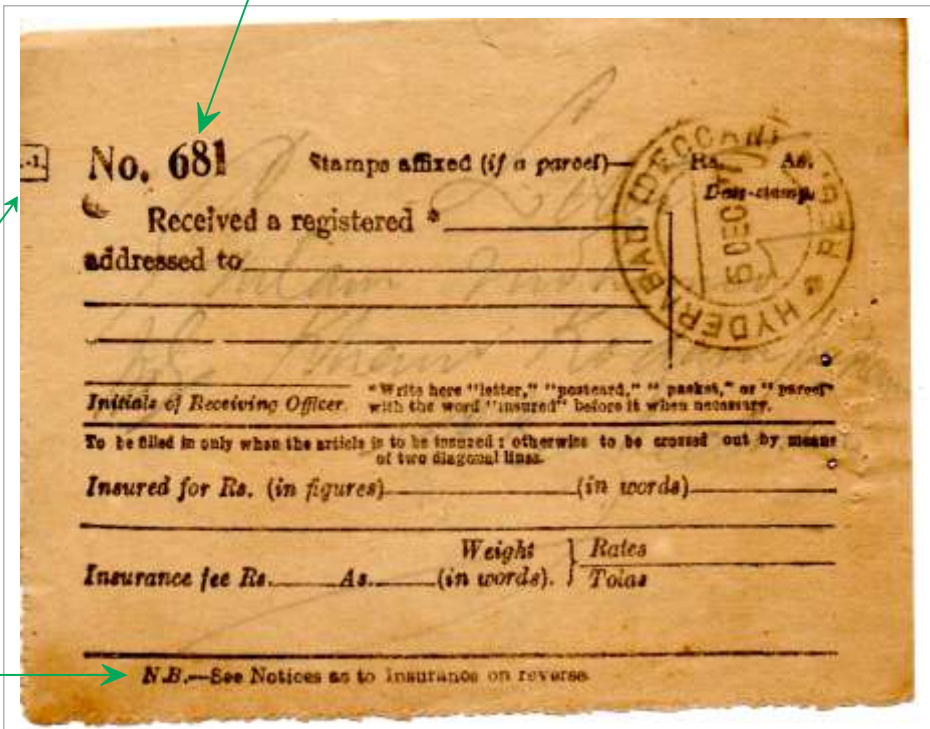 -1.
No. 681 Stamps affixed (if a parcel)— Rs. As.
Date-stamp.
Received a registered *
addressed to
HYDERABAD (DECCAN) REG.
5 DEC
Initials of Receiving Officer. "Write here "letter," "postcard," "packet," or "parcel"
with the word "insured" before it when necessary.
To be filled in only when the article is to be insured : otherwise to be crossed out by means
of two diagonal lines.
Insured for Rs. (in figures) (in words)
Insurance fee Rs. As. Weight (in words). } Rates
Tolas
N.B.—See Notices as to Insurance on reverse